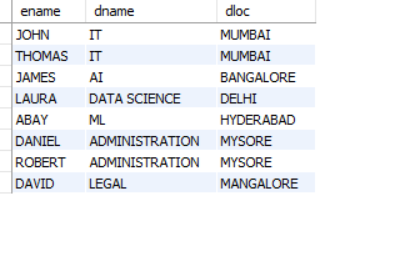 ename dname dloc
JOHN IT MUMBAI
THOMAS IT MUMBAI
JAMES AI BANGALORE
LAURA DATA SCIENCE DELHI
ABAY ML HYDERABAD
DANIEL ADMINISTRATION MYSORE
ROBERT ADMINISTRATION MYSORE
DAVID LEGAL MANGALORE